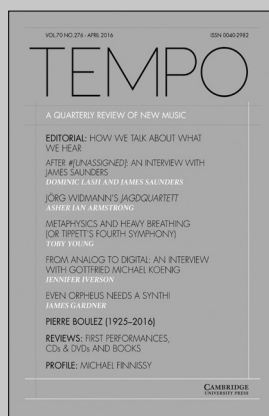 VOL.70 NO.276 - APRIL 2016 ISSN 0040-2982
TEMPO
A QUARTERLY REVIEW OF NEW MUSIC
EDITORIAL: HOW WE TALK ABOUT WHAT
WE HEAR
AFTER #[UNASSIGNED]: AN INTERVIEW WITH
JAMES SAUNDERS
DOMINIC LASH AND JAMES SAUNDERS
JÖRG WIDMANN'S JAGDQUARTETT
ASHER IAN ARMSTRONG
METAPHYSICS AND HEAVY BREATHING
(OR TIPPETT'S FOURTH SYMPHONY)
TOBY YOUNG
FROM ANALOG TO DIGITAL: AN INTERVIEW
WITH GOTTFRIED MICHAEL KOENIG
JENNIFER IVERSON
EVEN ORPHEUS NEEDS A SYNTHI
JAMES GARDNER
PIERRE BOULEZ (1925–2016)
REVIEWS: FIRST PERFORMANCES,
CDs & DVDs AND BOOKS
PROFILE: MICHAEL FINNISSY
CAMBRIDGE
UNIVERSITY PRESS